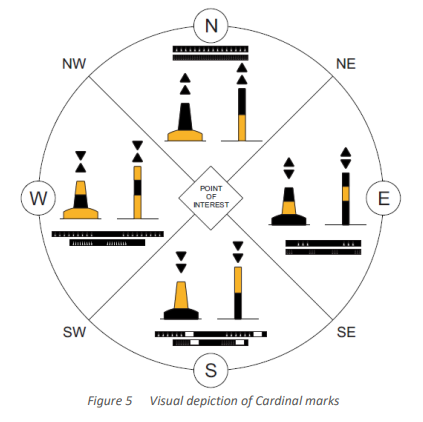 N
NW
NE
W
POINT
OF
INTEREST
E
SW
SE
S
Figure 5 Visual depiction of Cardinal marks